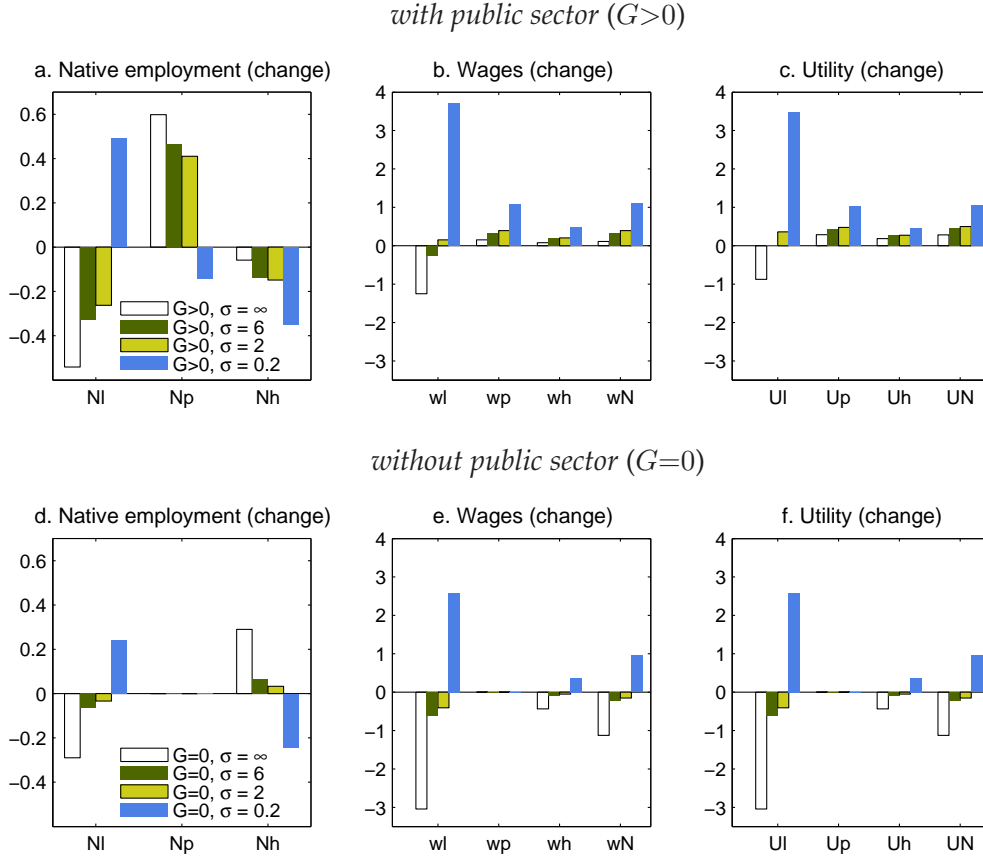 with public sector (G>0)
a. Native employment (change)
0.6
0.4
0.2
0
−0.2
−0.4
G>0, σ = ∞
G>0, σ = 6
G>0, σ = 2
G>0, σ = 0.2
Nl
Np
Nh
b. Wages (change)
4
3
2
1
0
−1
−2
−3
wl
wp
wh
wN
c. Utility (change)
4
3
2
1
0
−1
−2
−3
Ul
Up
Uh
UN
without public sector (G=0)
d. Native employment (change)
0.6
0.4
0.2
0
−0.2
−0.4
G=0, σ = ∞
G=0, σ = 6
G=0, σ = 2
G=0, σ = 0.2
Nl
Np
Nh
e. Wages (change)
4
3
2
1
0
−1
−2
−3
wl
wp
wh
wN
f. Utility (change)
4
3
2
1
0
−1
−2
−3
Ul
Up
Uh
UN